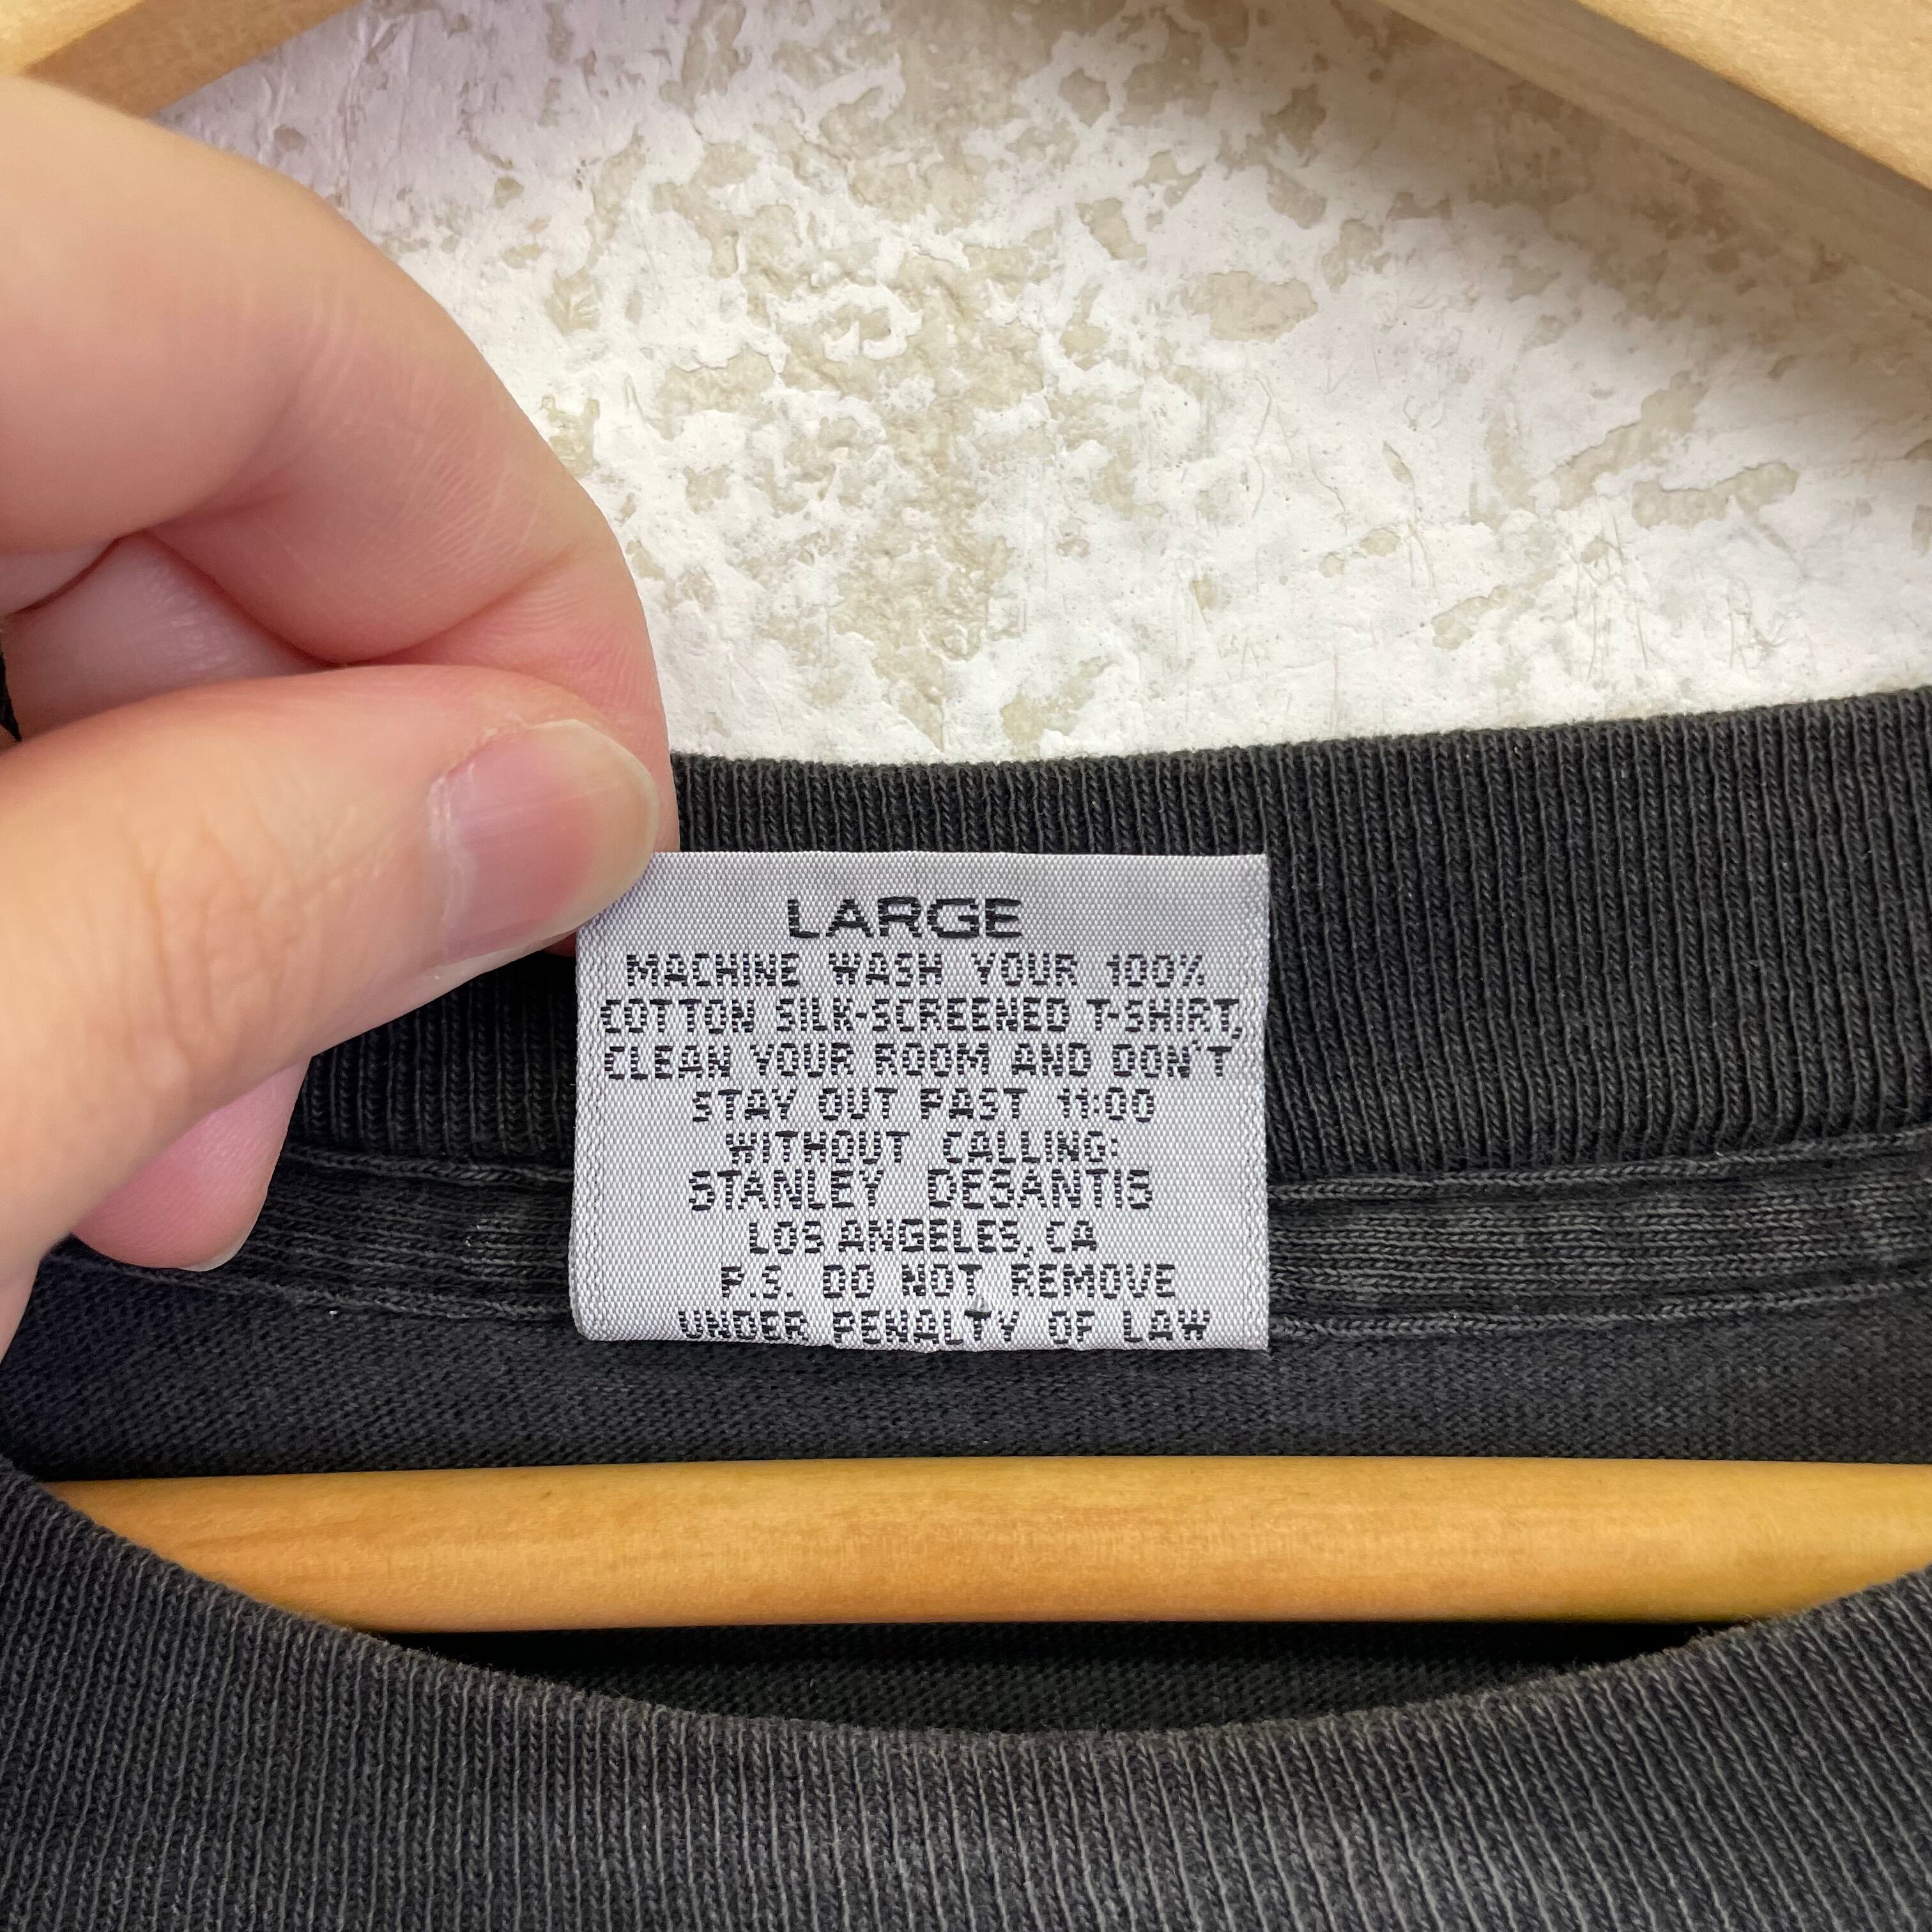 LARGE
MACHINE WASH YOUR 100%
COTTON SILK-SCREENED T-SHIRT,
CLEAN YOUR ROOM AND DON'T
STAY OUT PAST 11:00
WITHOUT CALLING:
STANLEY DESANTIS
LOS ANGELES, CA
P.S. DO NOT REMOVE
UNDER PENALTY OF LAW